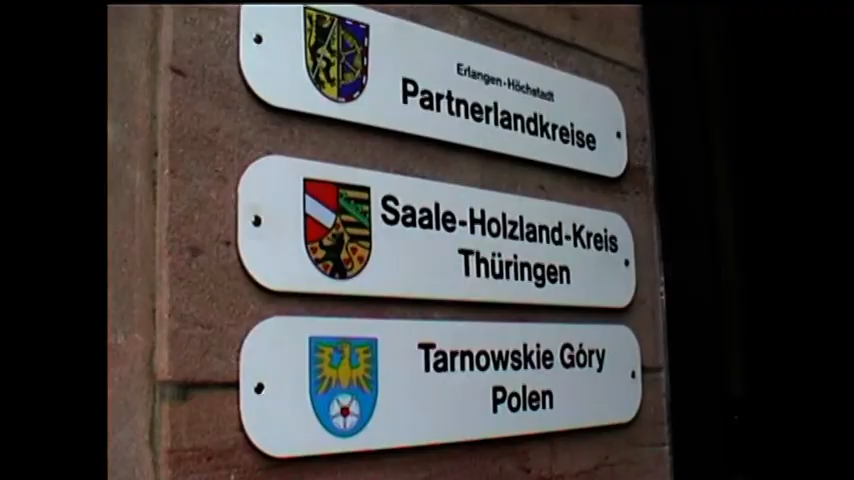 Erlangen-Höchstadt
Partnerlandkreise
Saale-Holzland-Kreis
Thüringen
Tarnowskie Góry
Polen